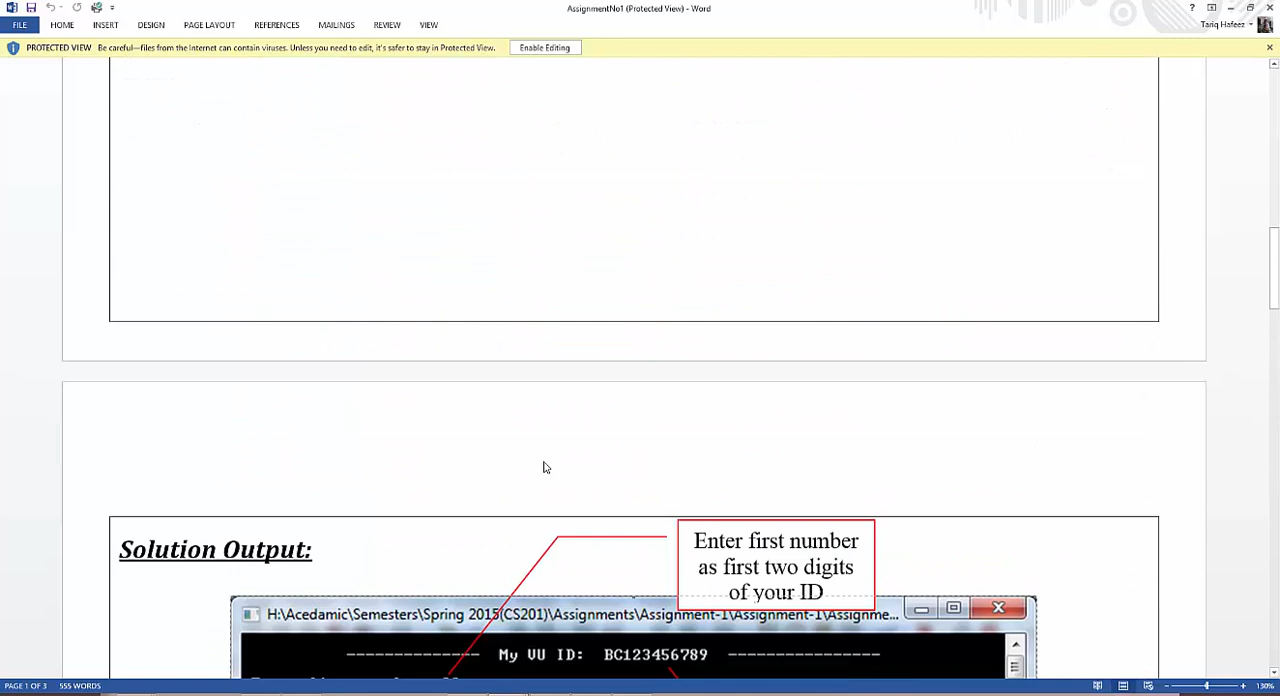 AssignmentNo1 (Protected View) - Word
?
FILE HOME INSERT DESIGN PAGE LAYOUT REFERENCES MAILINGS REVIEW VIEW
Tariq Hafeez
PROTECTED VIEW Be careful—files from the Internet can contain viruses. Unless you need to edit, it's safer to stay in Protected View. Enable Editing
Solution Output:
Enter first number
as first two digits
of your ID
H:\Acedamic\Semesters\Spring 2015(CS201)\Assignments\Assignment-1\Assignment-1\Assignme...
-------------- My VU ID: BC123456789 ----------------
PAGE 1 OF 3 555 WORDS
130%